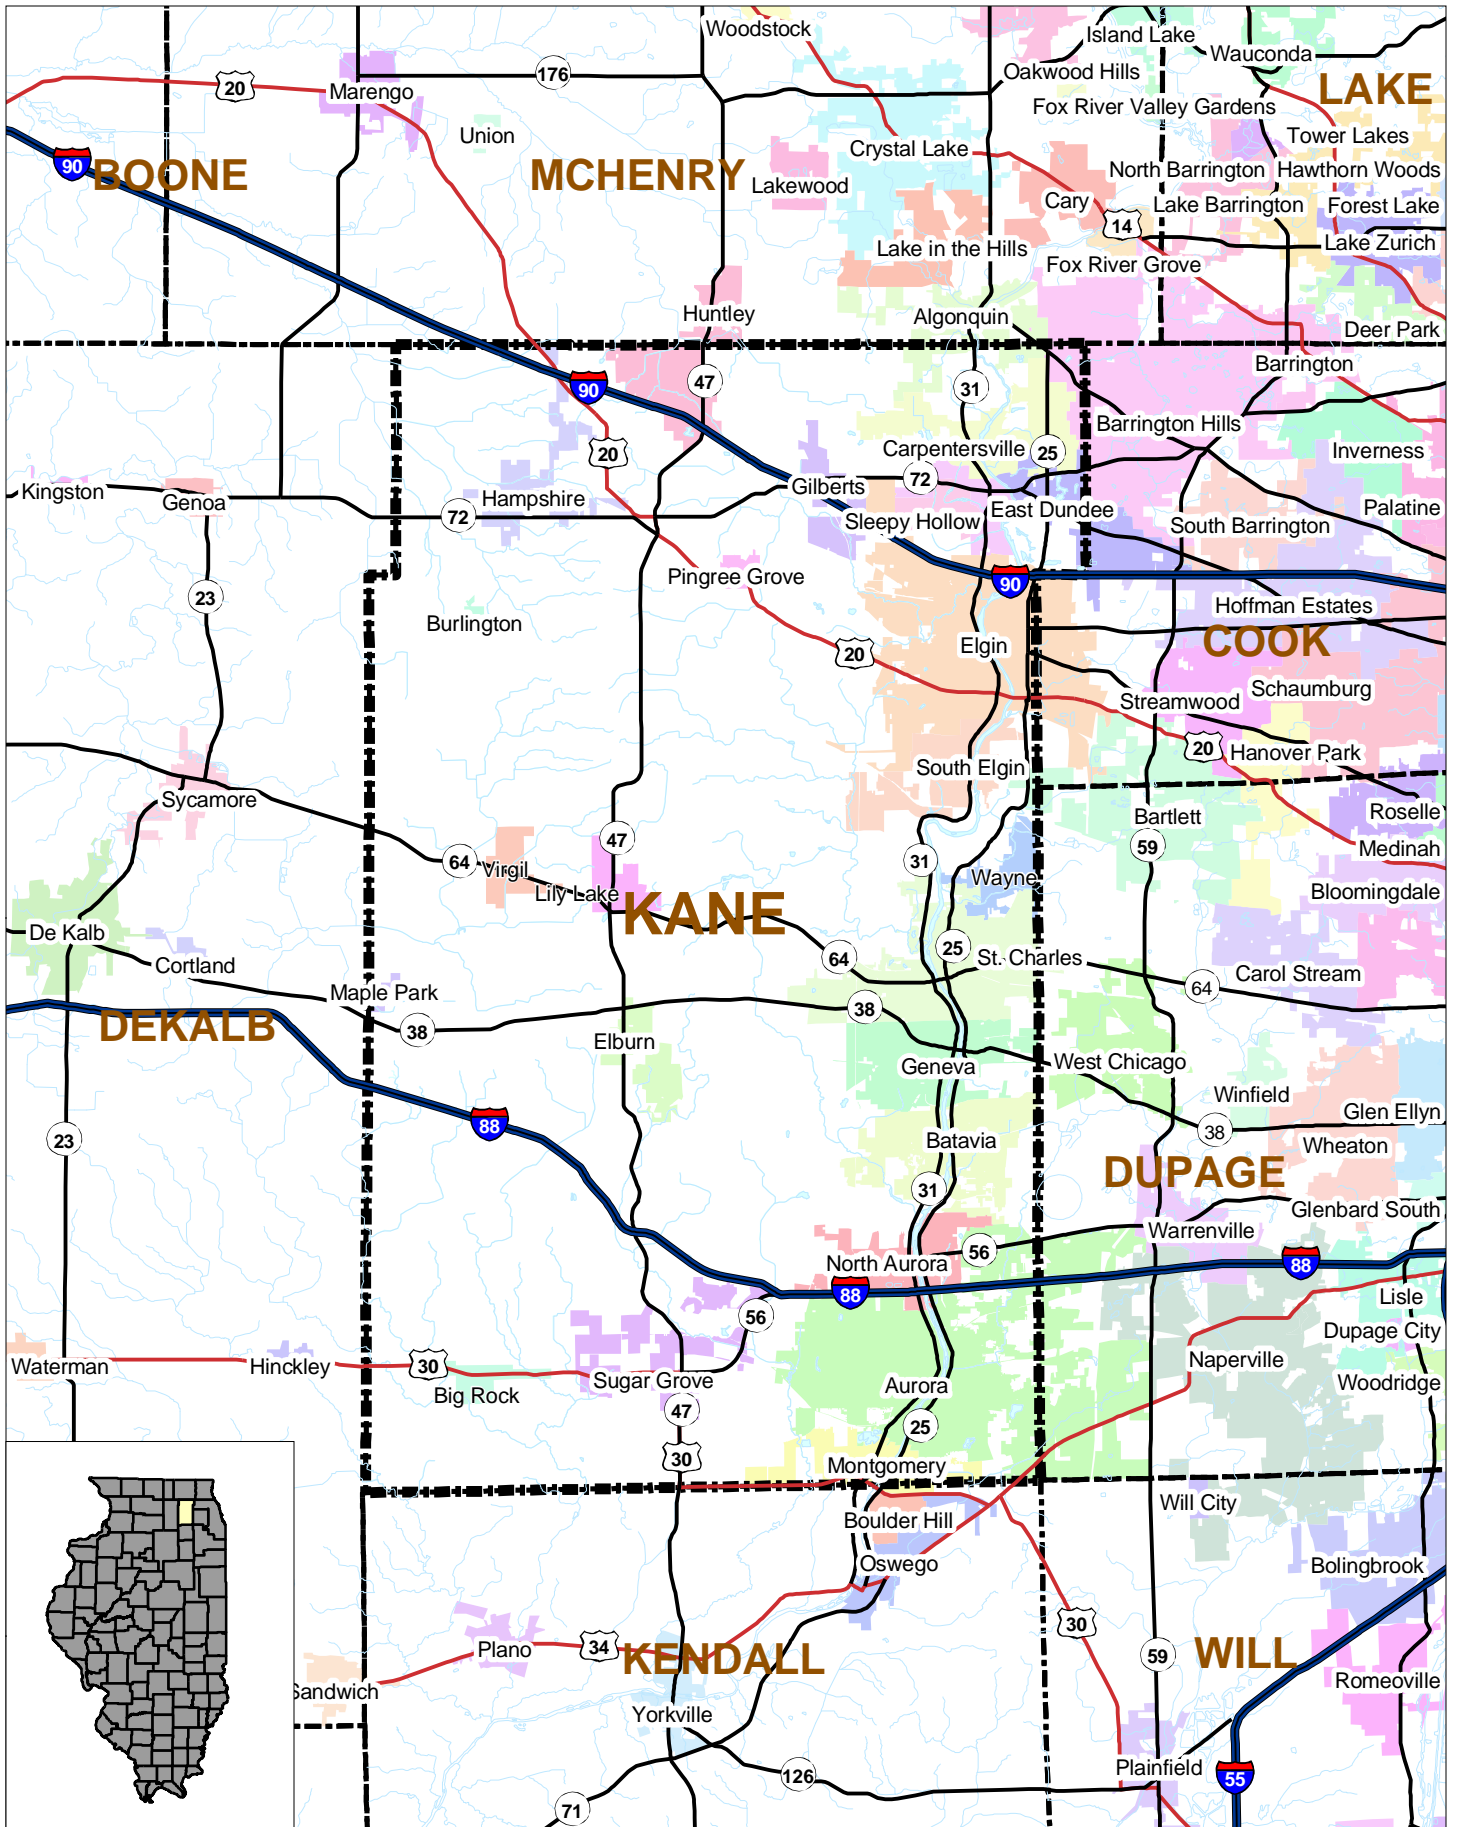 Woodstock
Island Lake
Wauconda
176
Oakwood Hills
20
Marengo
LAKE
Fox River Valley Gardens
Union
Tower Lakes
Crystal Lake
90
BOONE
MCHENRY
Lakewood
North Barrington
Hawthorn Woods
Cary
Lake Barrington
Forest Lake
14
Lake in the Hills
Lake Zurich
Fox River Grove
Huntley
Algonquin
Deer Park
Barrington
90
47
31
Barrington Hills
20
Carpentersville
25
Inverness
72
Kingston
Genoa
Hampshire
Gilberts
72
Sleepy Hollow
East Dundee
Palatine
South Barrington
Pingree Grove
90
23
Hoffman Estates
Burlington
Elgin
COOK
20
Schaumburg
Streamwood
20
Hanover Park
South Elgin
Sycamore
Roselle
Bartlett
47
59
Medinah
64
Virgil
31
Wayne
Lily Lake
Bloomingdale
KANE
De Kalb
25
64
St. Charles
Cortland
Carol Stream
64
Maple Park
38
DEKALB
38
Elburn
Geneva
West Chicago
Winfield
88
Glen Ellyn
38
23
Batavia
Wheaton
DUPAGE
31
Glenbard South
Warrenville
56
North Aurora
88
88
Lisle
56
Dupage City
Waterman
Hinckley
30
Naperville
Sugar Grove
Big Rock
Aurora
Woodridge
47
25
30
Montgomery
Will City
Boulder Hill
Oswego
Bolingbrook
30
34
Plano
KENDALL
59
WILL
Romeoville
Sandwich
Yorkville
Plainfield
126
55
71